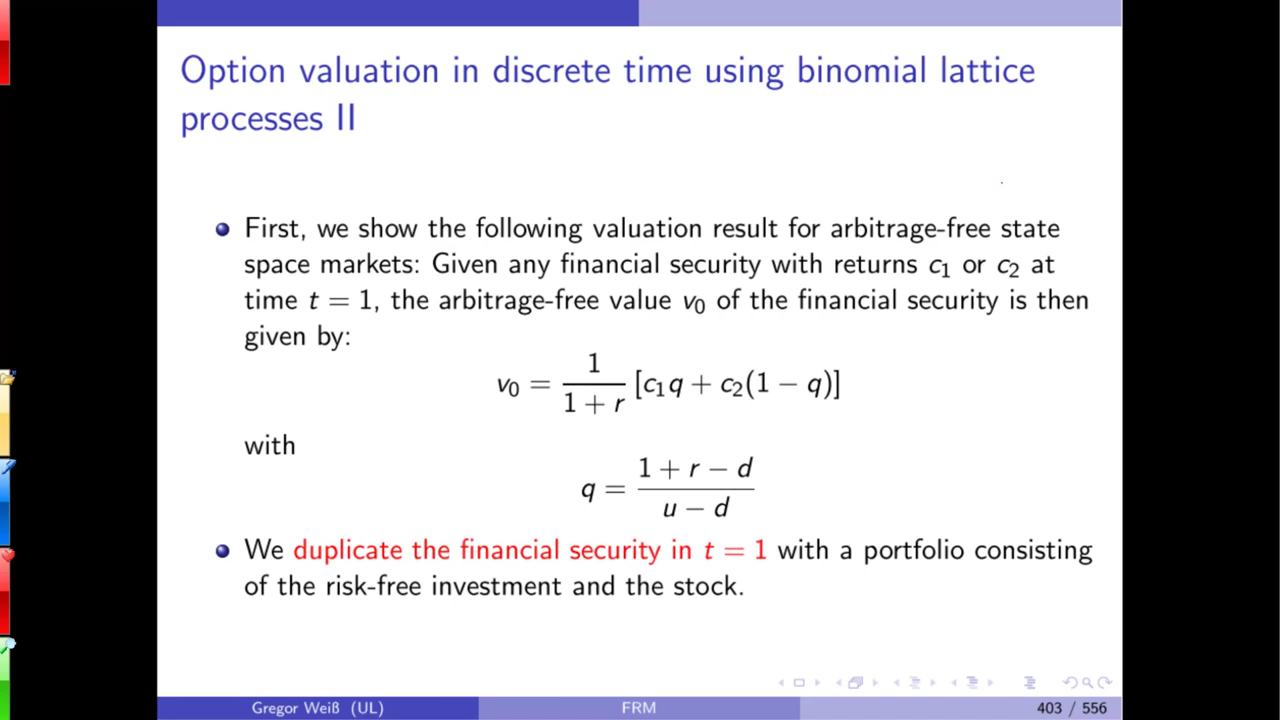 Option valuation in discrete time using binomial lattice
processes II
First, we show the following valuation result for arbitrage-free state
space markets: Given any financial security with returns c₁ or c₂ at
time t = 1, the arbitrage-free value v₀ of the financial security is then
given by:
v₀ = 1/(1 + r) [c₁q + c₂(1 − q)]
with
q = (1 + r − d)/(u − d)
We duplicate the financial security in t = 1 with a portfolio consisting
of the risk-free investment and the stock.
Gregor Weiß (UL) FRM 403 / 556